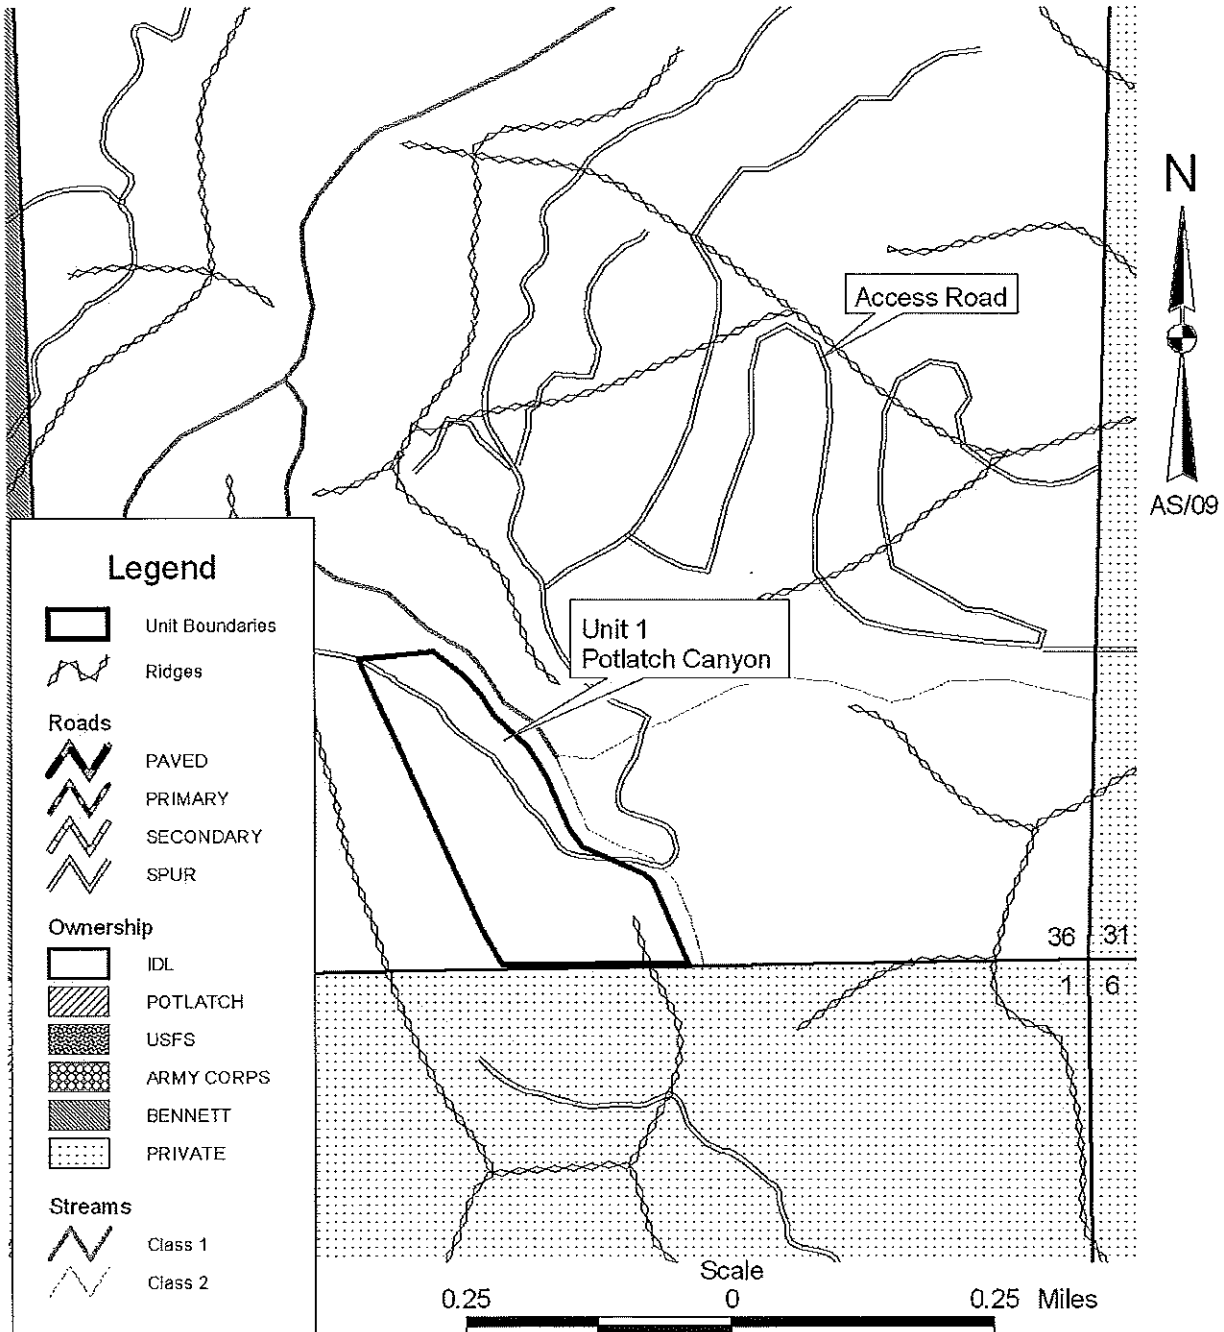 N
AS/09
Access Road
Unit 1
Potlatch Canyon
36 31
1 6
Legend
Unit Boundaries
Ridges
Roads
PAVED
PRIMARY
SECONDARY
SPUR
Ownership
IDL
POTLATCH
USFS
ARMY CORPS
BENNETT
PRIVATE
Streams
Class 1
Class 2
Scale
0.25 0 0.25 Miles